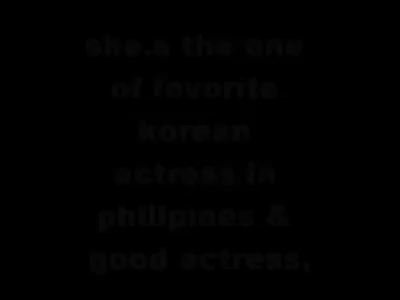 she.s the one
of favorite
korean
actress in
philipines &
good actress,